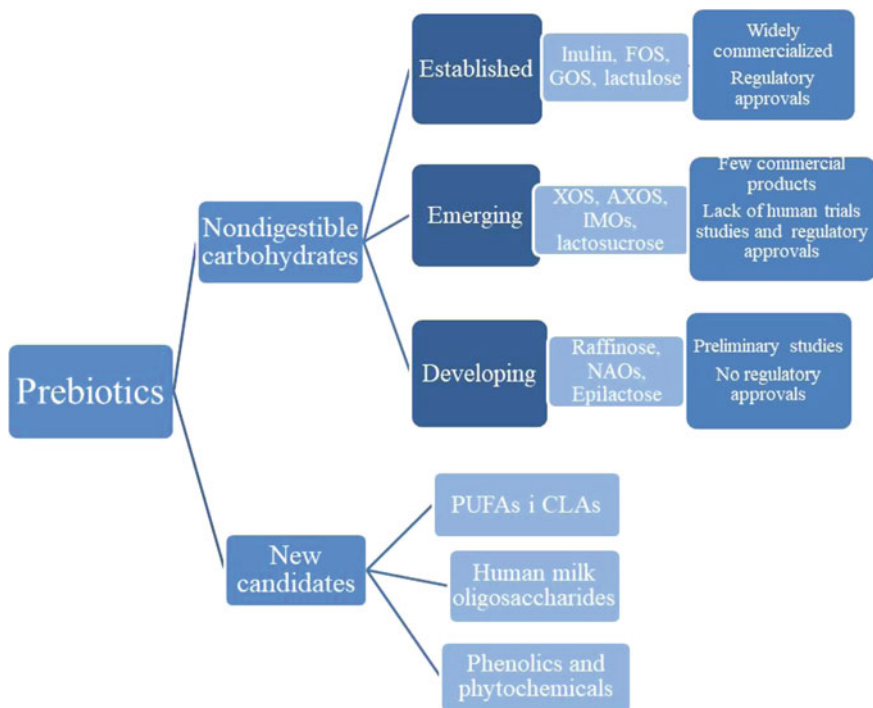 Prebiotics
Nondigestible
carbohydrates
Established
Inulin, FOS,
GOS, lactulose
Widely
commercialized
Regulatory
approvals
Emerging
XOS, AXOS,
IMOs,
lactosucrose
Few commercial
products
Lack of human trials
studies and regulatory
approvals
Developing
Raffinose,
NAOs,
Epilactose
Preliminary studies
No regulatory
approvals
New
candidates
PUFAs i CLAs
Human milk
oligosaccharides
Phenolics and
phytochemicals